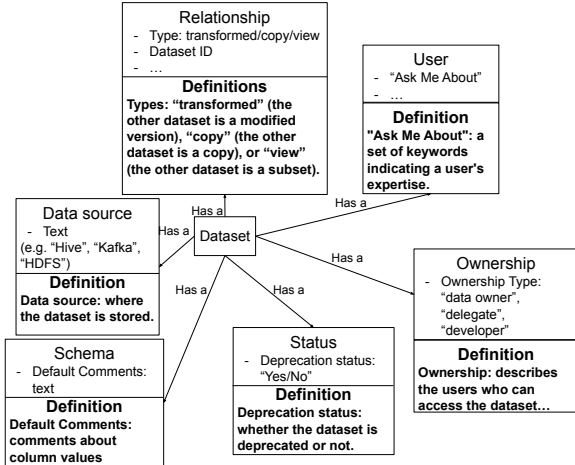 Relationship
- Type: transformed/copy/view
- Dataset ID
- …
Definitions
Types: “transformed” (the
other dataset is a modified
version), “copy” (the other
dataset is a copy), or “view”
(the other dataset is a subset).
User
- “Ask Me About”
- …
Definition
"Ask Me About": a
set of keywords
indicating a user's
expertise.
Has a
Has a
Has a
Dataset
Has a
Has a
Has a
Data source
- Text
(e.g. “Hive”, “Kafka”,
“HDFS”)
Definition
Data source: where
the dataset is stored.
Ownership
- Ownership Type:
“data owner”,
“delegate”,
“developer”
Definition
Ownership: describes
the users who can
access the dataset…
Schema
- Default Comments:
text
Definition
Default Comments:
comments about
column values
Status
- Deprecation status:
“Yes/No”
Definition
Deprecation status:
whether the dataset is
deprecated or not.